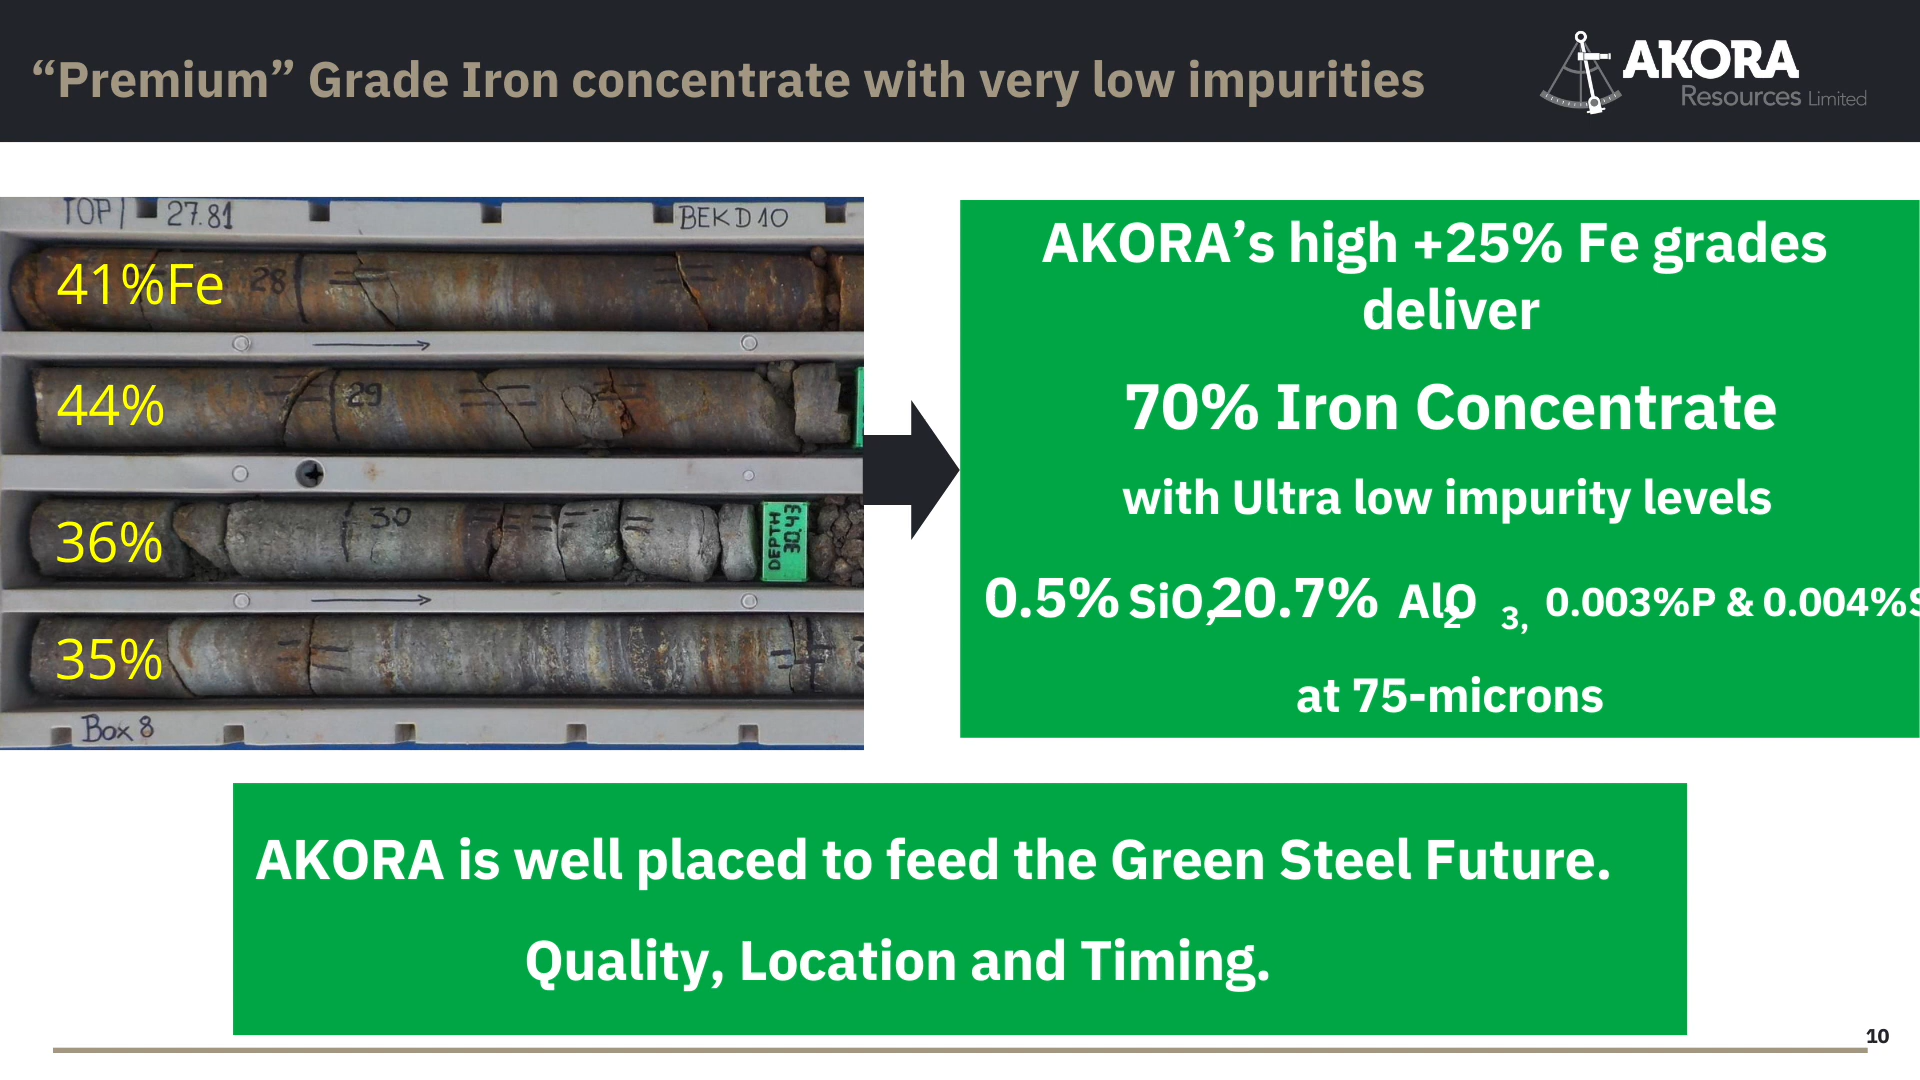 “Premium” Grade Iron concentrate with very low impurities
AKORA
Resources Limited
TOP 27.81 BEKD10
41%Fe 28
44% 29
36% 30
DEPTH
30.43
35%
Box 8
AKORA’s high +25% Fe grades
deliver
70% Iron Concentrate
with Ultra low impurity levels
0.5% SiO2, 0.7% Al2O3, 0.003%P & 0.004%S
at 75-microns
AKORA is well placed to feed the Green Steel Future.
Quality, Location and Timing.
10